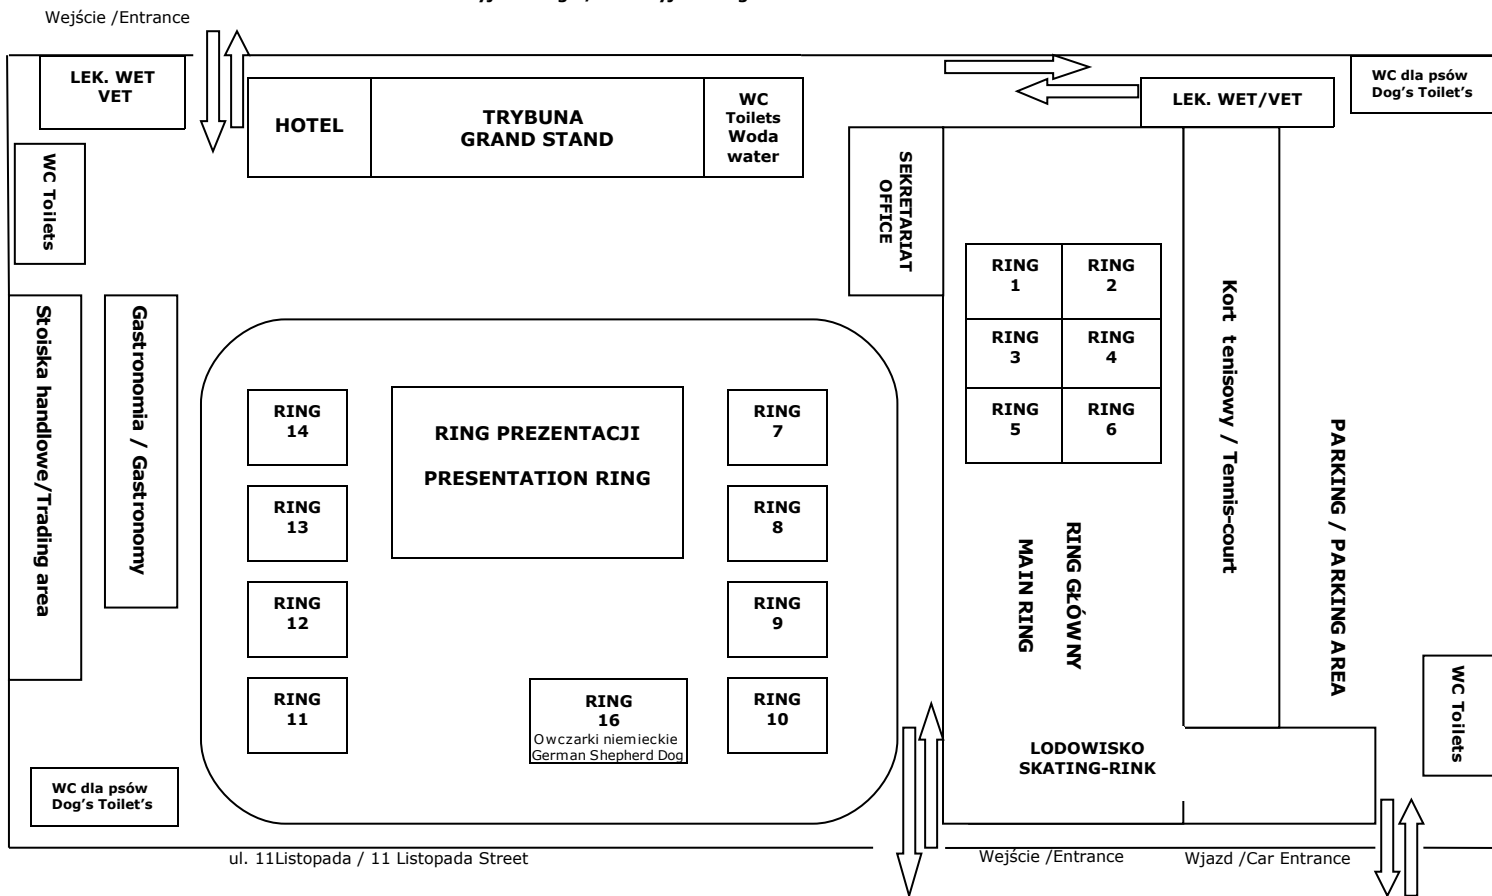 Wejście /Entrance
LEK. WET
VET
HOTEL
TRYBUNA
GRAND STAND
WC
Toilets
Woda
water
LEK. WET/VET
WC dla psów
Dog's Toilet's
WC Toilets
SEKRETARIAT
OFFICE
Stoiska handlowe/Trading area
Gastronomia / Gastronomy
RING
14
RING
13
RING
12
RING
11
RING PREZENTACJI
PRESENTATION RING
RING
16
Owczarki niemieckie
German Shepherd Dog
RING
7
RING
8
RING
9
RING
10
RING
1
RING
2
RING
3
RING
4
RING
5
RING
6
RING GŁÓWNY
MAIN RING
LODOWISKO
SKATING-RINK
Kort tenisowy / Tennis-court
PARKING / PARKING AREA
WC Toilets
WC dla psów
Dog's Toilet's
ul. 11Listopada / 11 Listopada Street
Wejście /Entrance
Wjazd /Car Entrance